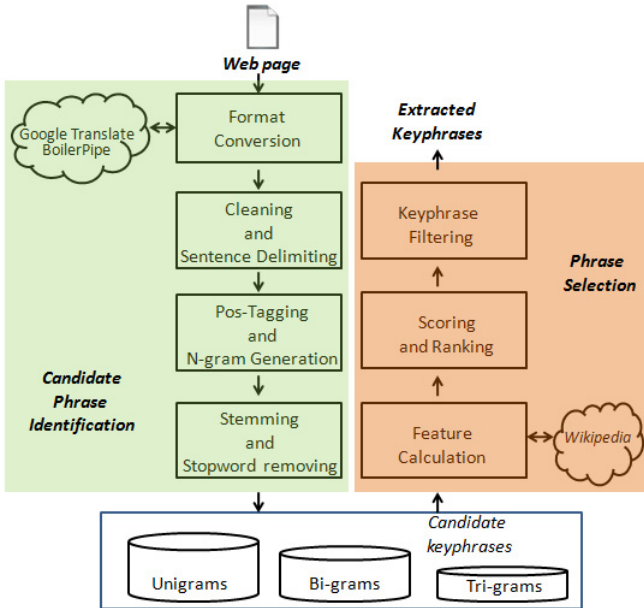 Web page
Google Translate
BoilerPipe
Format
Conversion
Cleaning
and
Sentence Delimiting
Pos-Tagging
and
N-gram Generation
Stemming
and
Stopword removing
Candidate
Phrase
Identification
Extracted
Keyphrases
Keyphrase
Filtering
Scoring
and Ranking
Feature
Calculation
Phrase
Selection
Wikipedia
Candidate
keyphrases
Unigrams
Bi-grams
Tri-grams